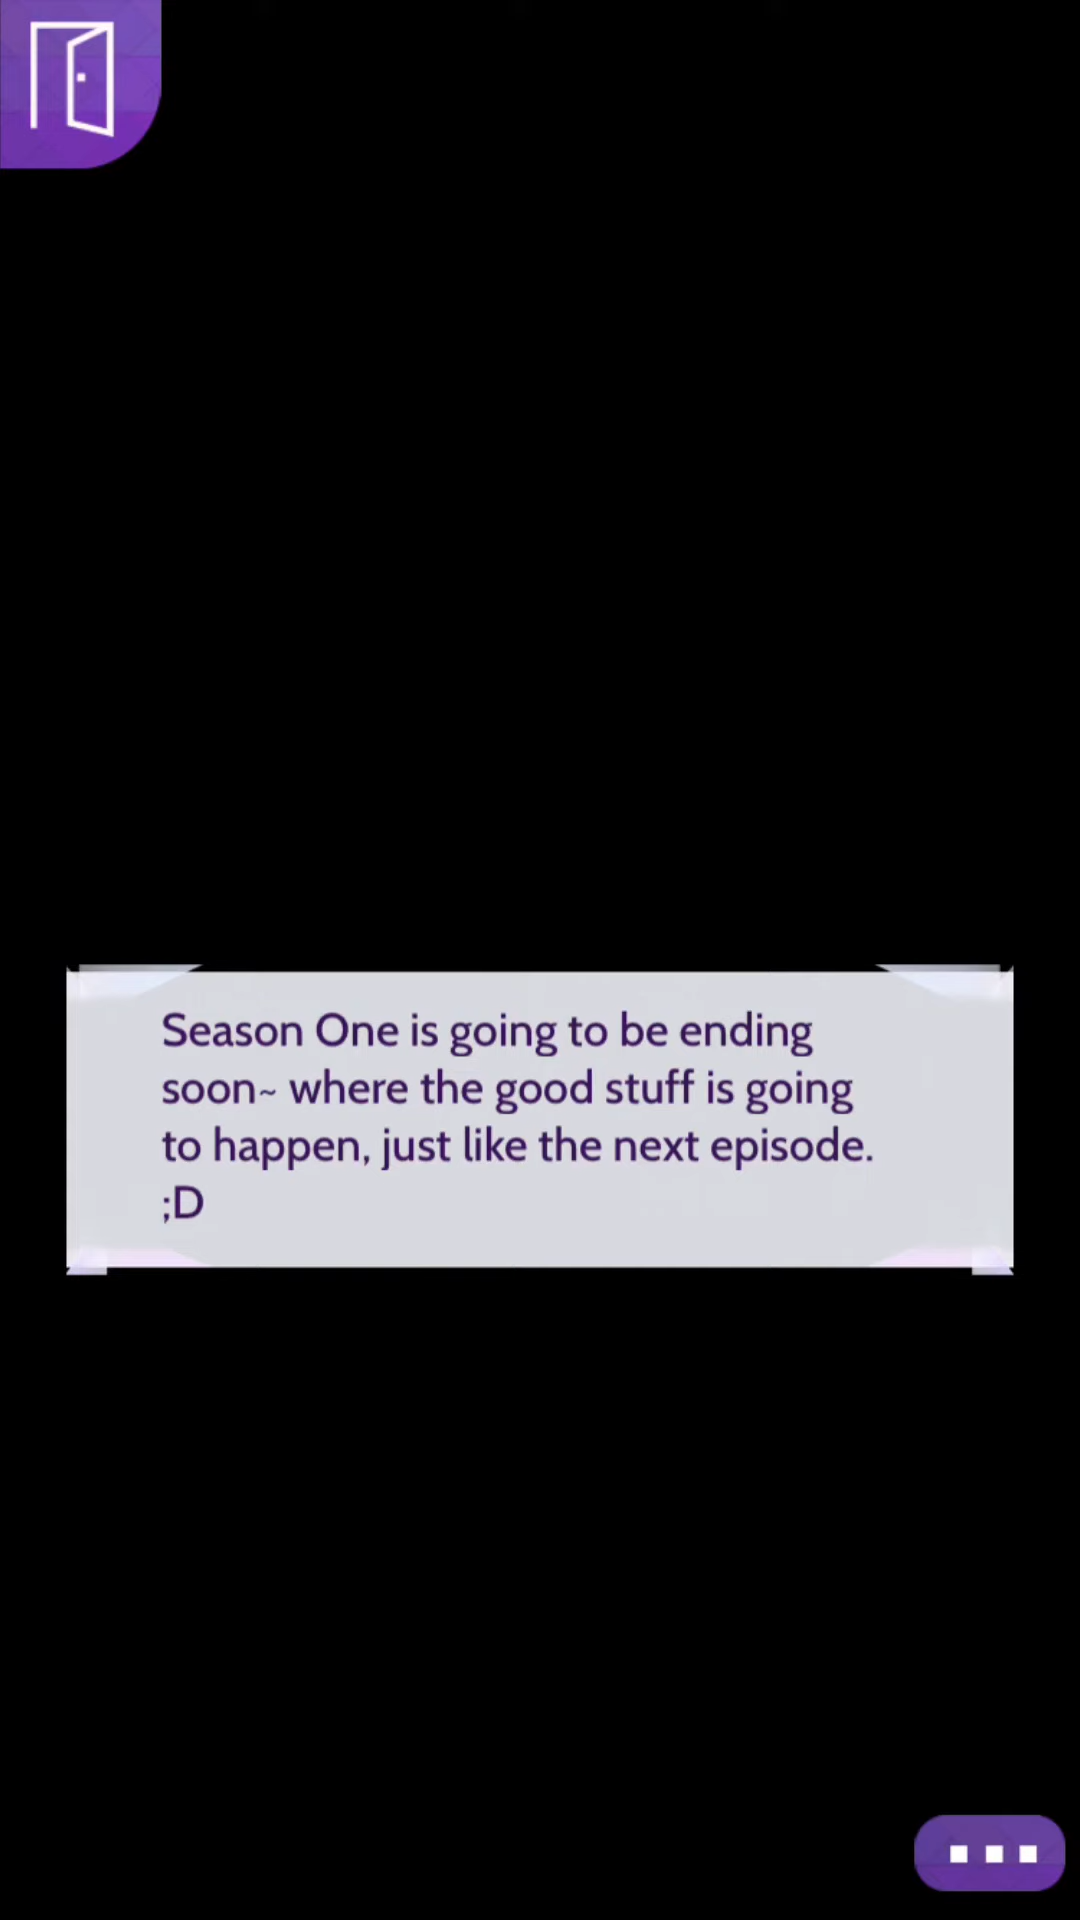 Season One is going to be ending
soon~ where the good stuff is going
to happen, just like the next episode.
;D